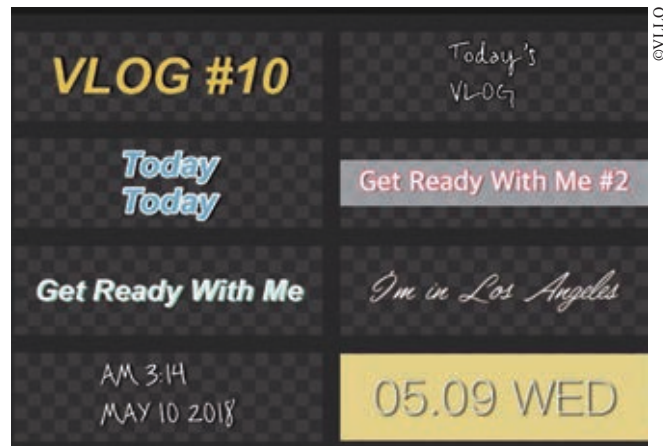 VLOG #10
Today's
VLOG
Today
Today
Get Ready With Me #2
Get Ready With Me
I'm in Los Angeles
AM 3:14
MAY 10 2018
05.09 WED
©VLLO